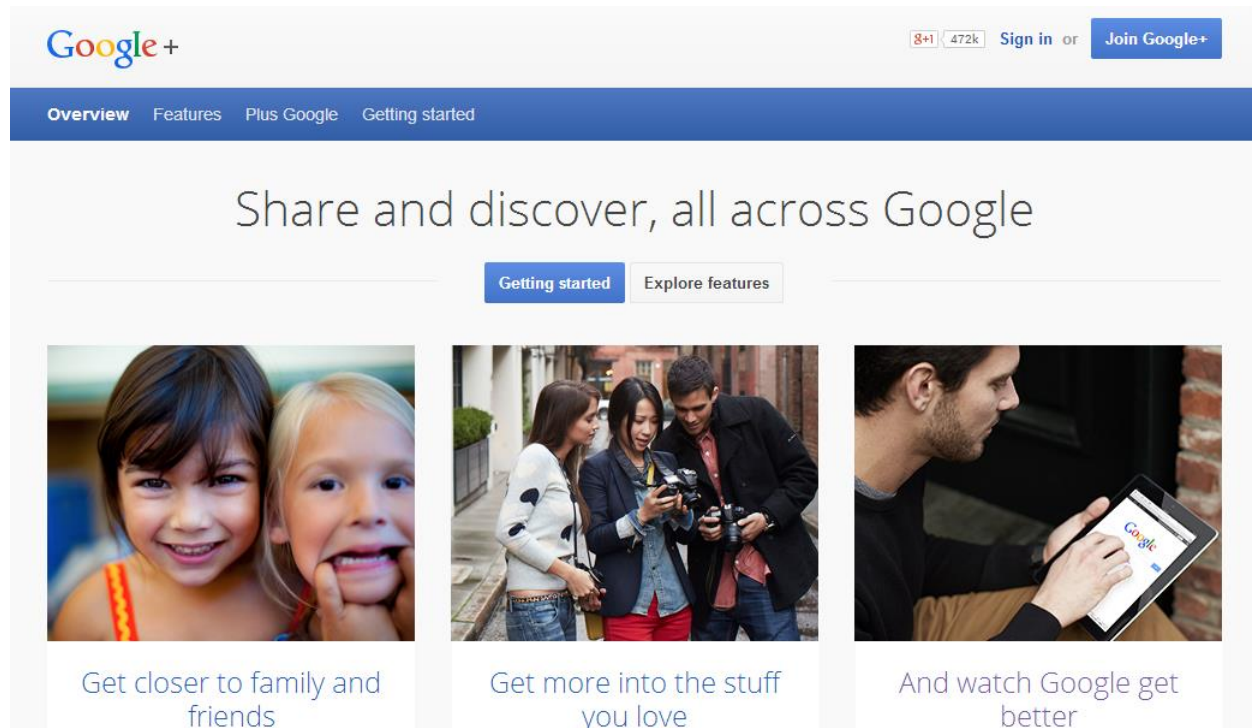 Google+
g+1 472k Sign in or Join Google+
Overview Features Plus Google Getting started
Share and discover, all across Google
Getting started Explore features
Google
Get closer to family and
friends
Get more into the stuff
you love
And watch Google get
better